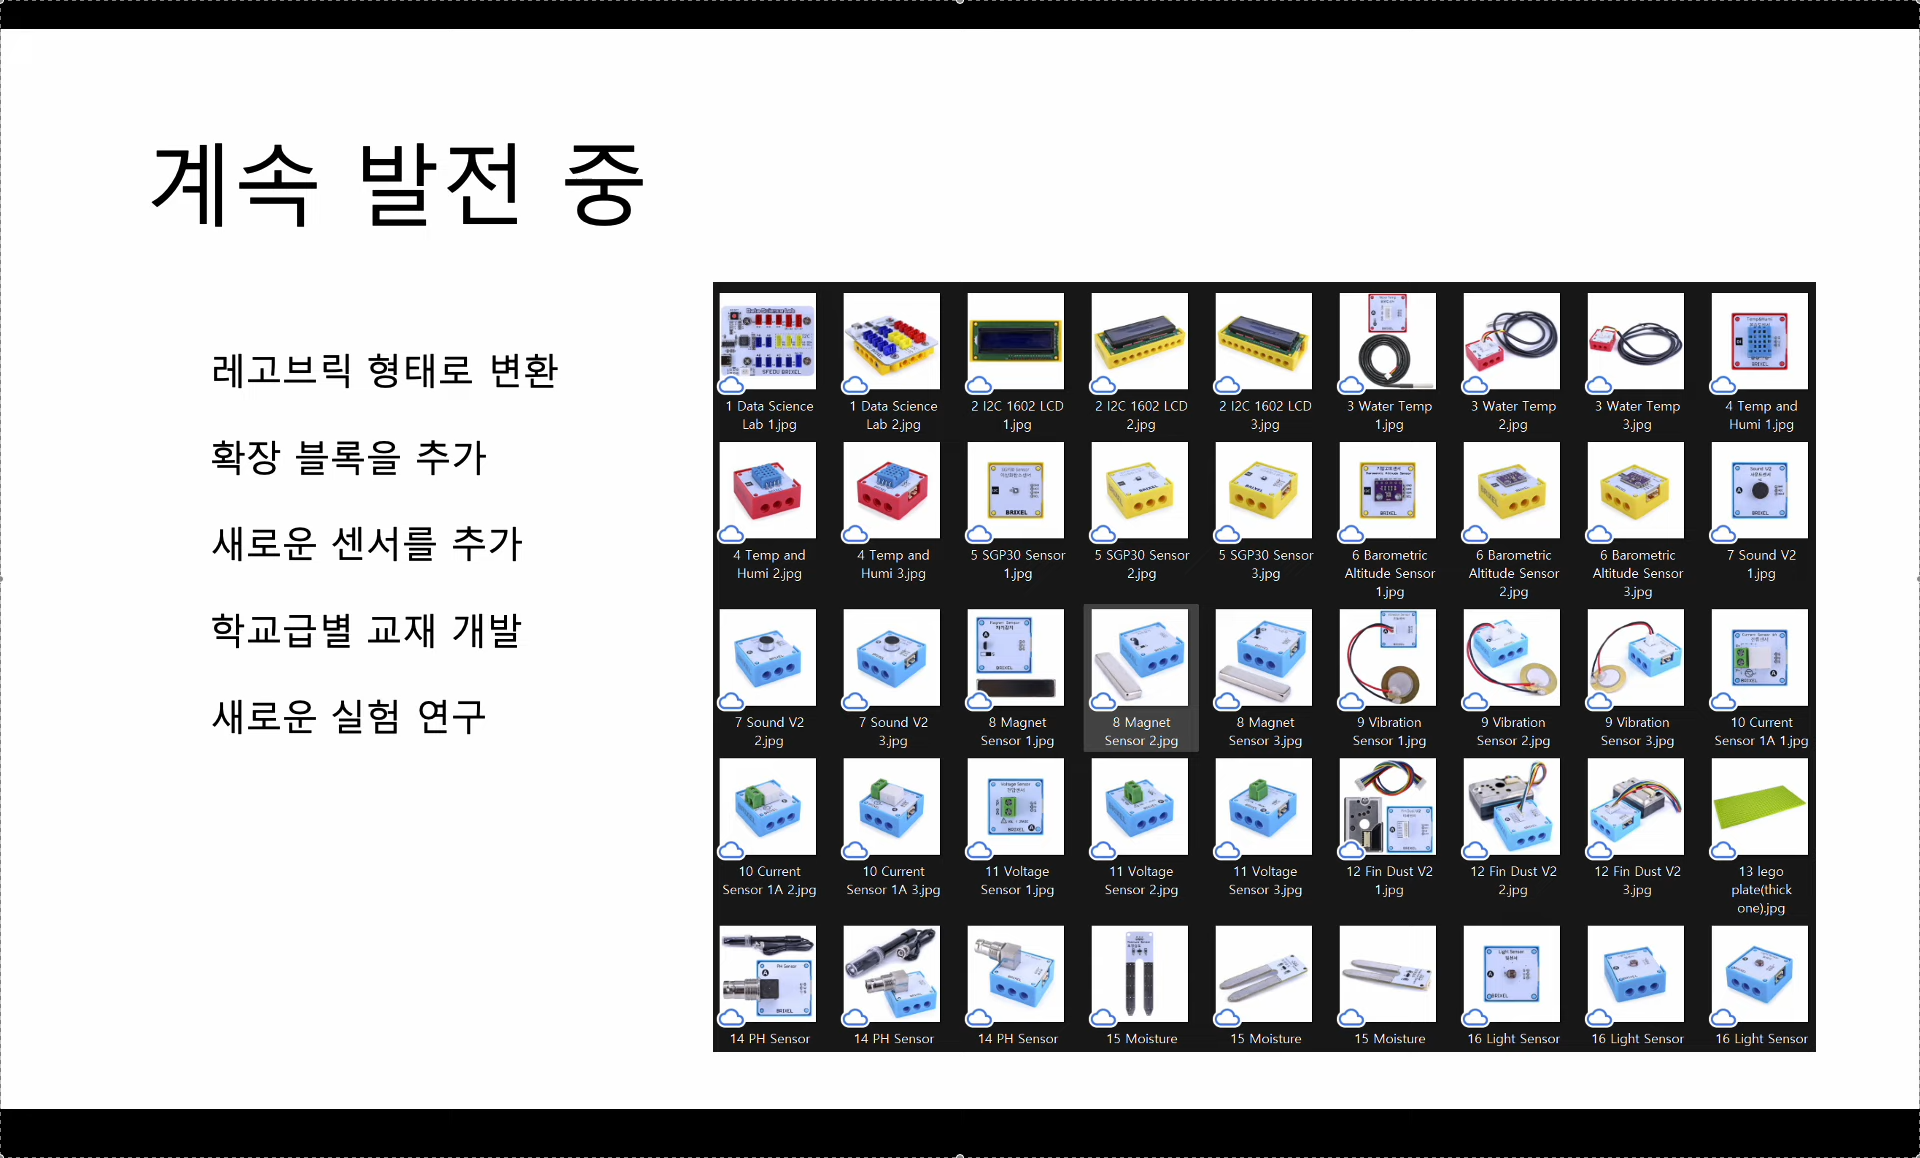 계속 발전 중
레고브릭 형태로 변환
확장 블록을 추가
새로운 센서를 추가
학교급별 교재 개발
새로운 실험 연구
1 Data Science
Lab 1.jpg
1 Data Science
Lab 2.jpg
2 I2C 1602 LCD
1.jpg
2 I2C 1602 LCD
2.jpg
2 I2C 1602 LCD
3.jpg
3 Water Temp
1.jpg
3 Water Temp
2.jpg
3 Water Temp
3.jpg
4 Temp and
Humi 1.jpg
4 Temp and
Humi 2.jpg
4 Temp and
Humi 3.jpg
5 SGP30 Sensor
1.jpg
5 SGP30 Sensor
2.jpg
5 SGP30 Sensor
3.jpg
6 Barometric
Altitude Sensor
1.jpg
6 Barometric
Altitude Sensor
2.jpg
6 Barometric
Altitude Sensor
3.jpg
7 Sound V2
1.jpg
7 Sound V2
2.jpg
7 Sound V2
3.jpg
8 Magnet
Sensor 1.jpg
8 Magnet
Sensor 2.jpg
8 Magnet
Sensor 3.jpg
9 Vibration
Sensor 1.jpg
9 Vibration
Sensor 2.jpg
9 Vibration
Sensor 3.jpg
10 Current
Sensor 1A 1.jpg
10 Current
Sensor 1A 2.jpg
10 Current
Sensor 1A 3.jpg
11 Voltage
Sensor 1.jpg
11 Voltage
Sensor 2.jpg
11 Voltage
Sensor 3.jpg
12 Fin Dust V2
1.jpg
12 Fin Dust V2
2.jpg
12 Fin Dust V2
3.jpg
13 lego
plate(thick
one).jpg
14 PH Sensor
14 PH Sensor
14 PH Sensor
15 Moisture
15 Moisture
15 Moisture
16 Light Sensor
16 Light Sensor
16 Light Sensor